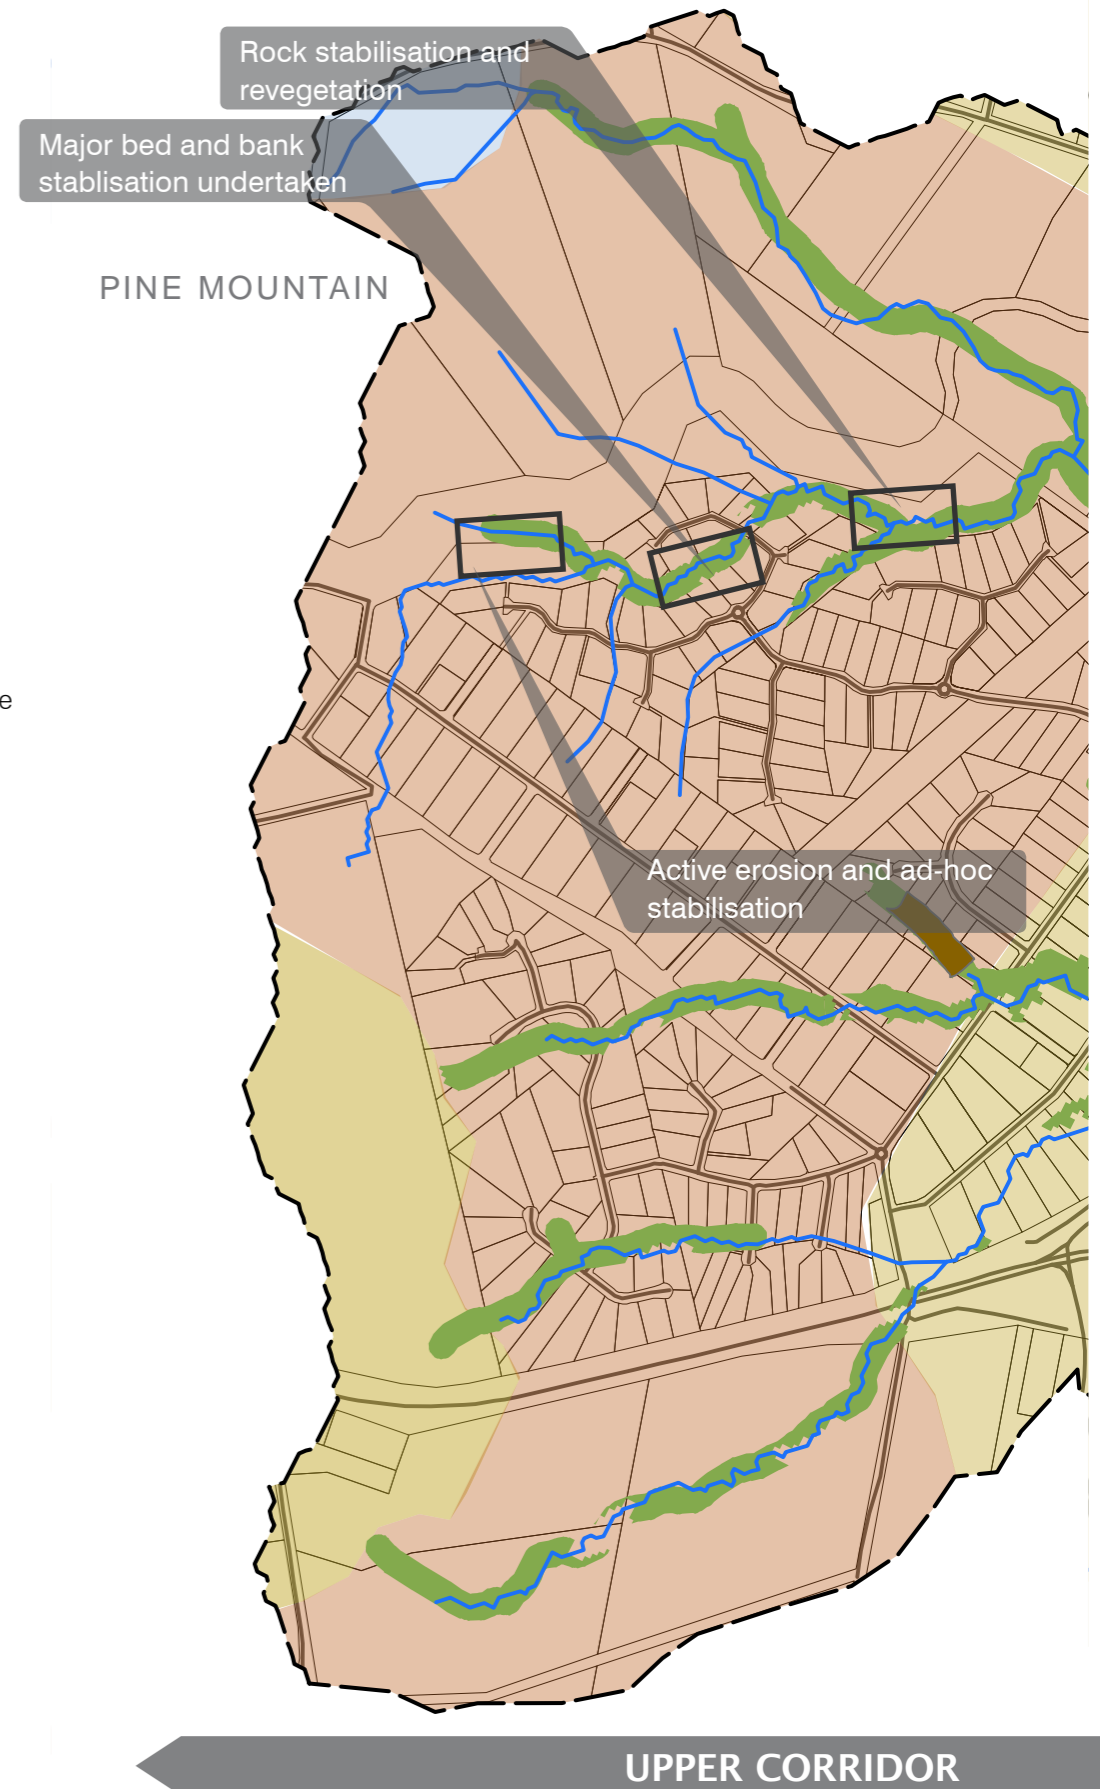 Rock stabilisation and
revegetation
Major bed and bank
stablisation undertaken
PINE MOUNTAIN
e
Active erosion and ad-hoc
stabilisation
UPPER CORRIDOR